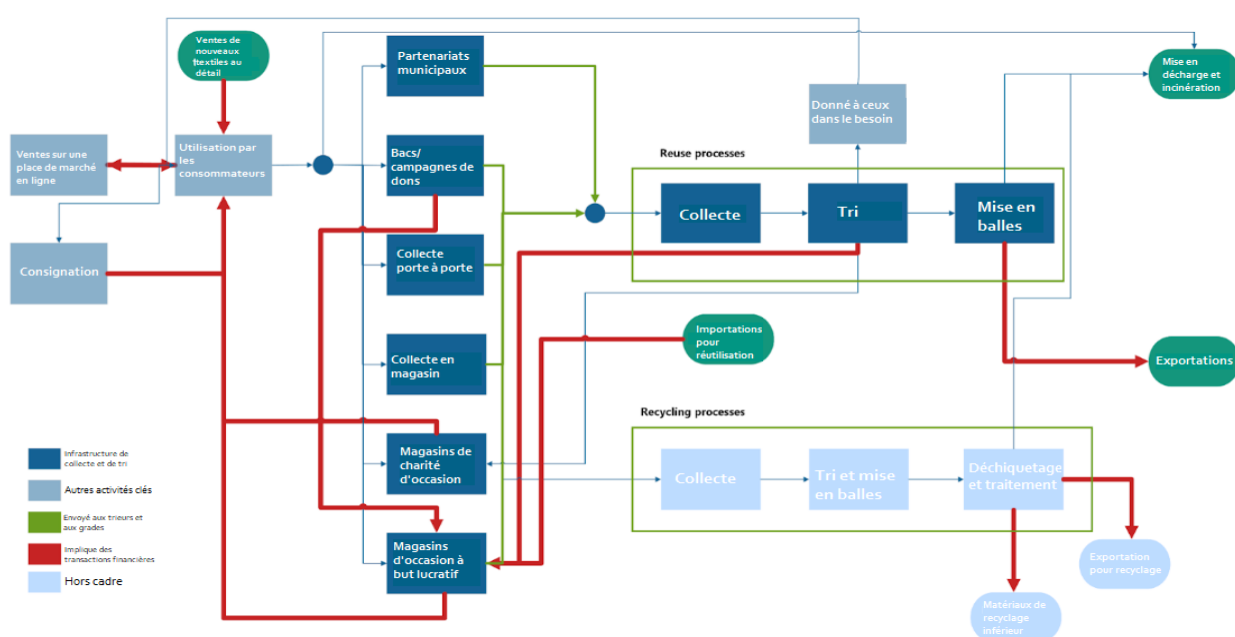 Ventes de
nouveaux
ftextiles au
détail
Partenariats
municipaux
Mise en
décharge et
incinération
Donné à ceux
dans le besoin
Ventes sur une
place de marché
en ligne
Utilisation par
les
consommateurs
Bacs/
campagnes de
dons
Reuse processes
Collecte
Tri
Mise en
balles
Consignation
Collecte
porte à porte
Importations
pour
réutilisation
Collecte en
magasin
Exportations
Recycling processes
Magasins de
charité
d'occasion
Collecte
Tri et mise
en balles
Déchiquetage
et traitement
Magasins
d'occasion à
but lucratif
Exportation
pour recyclage
Matériaux de
recyclage
inférieur
Infrastructure de
collecte et de tri
Autres activités clés
Envoyé aux trieurs et
aux grades
Implique des
transactions financières
Hors cadre